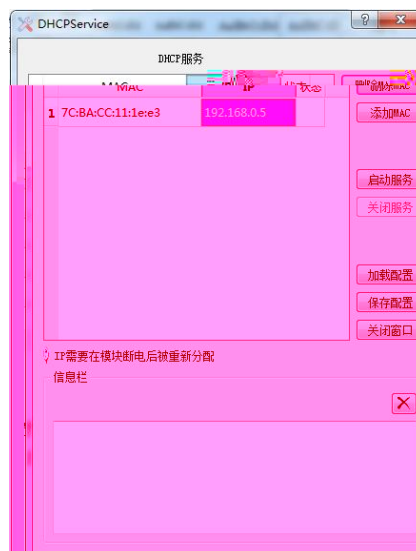 DHCPService
DHCP服务
MAC IP 状态 删除MAC
1 7C:BA:CC:11:1e:e3 192.168.0.5 添加MAC
启动服务
关闭服务
加载配置
保存配置
关闭窗口
IP需要在模块断电后被重新分配
信息栏